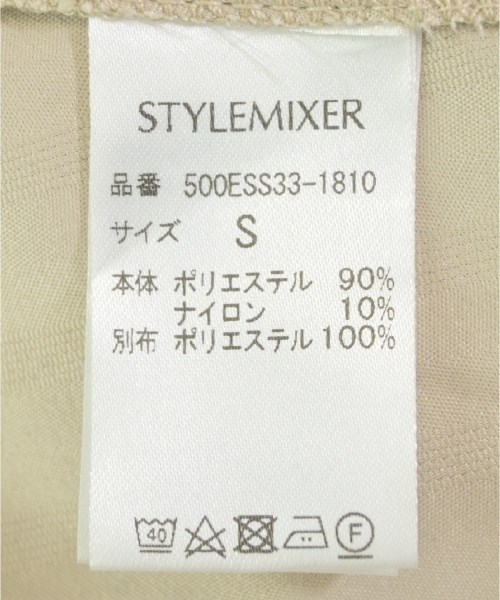 STYLEMIXER
品番 500ESS33-1810
サイズ S
本体 ポリエステル 90%
ナイロン 10%
別布 ポリエステル 100%
40 F